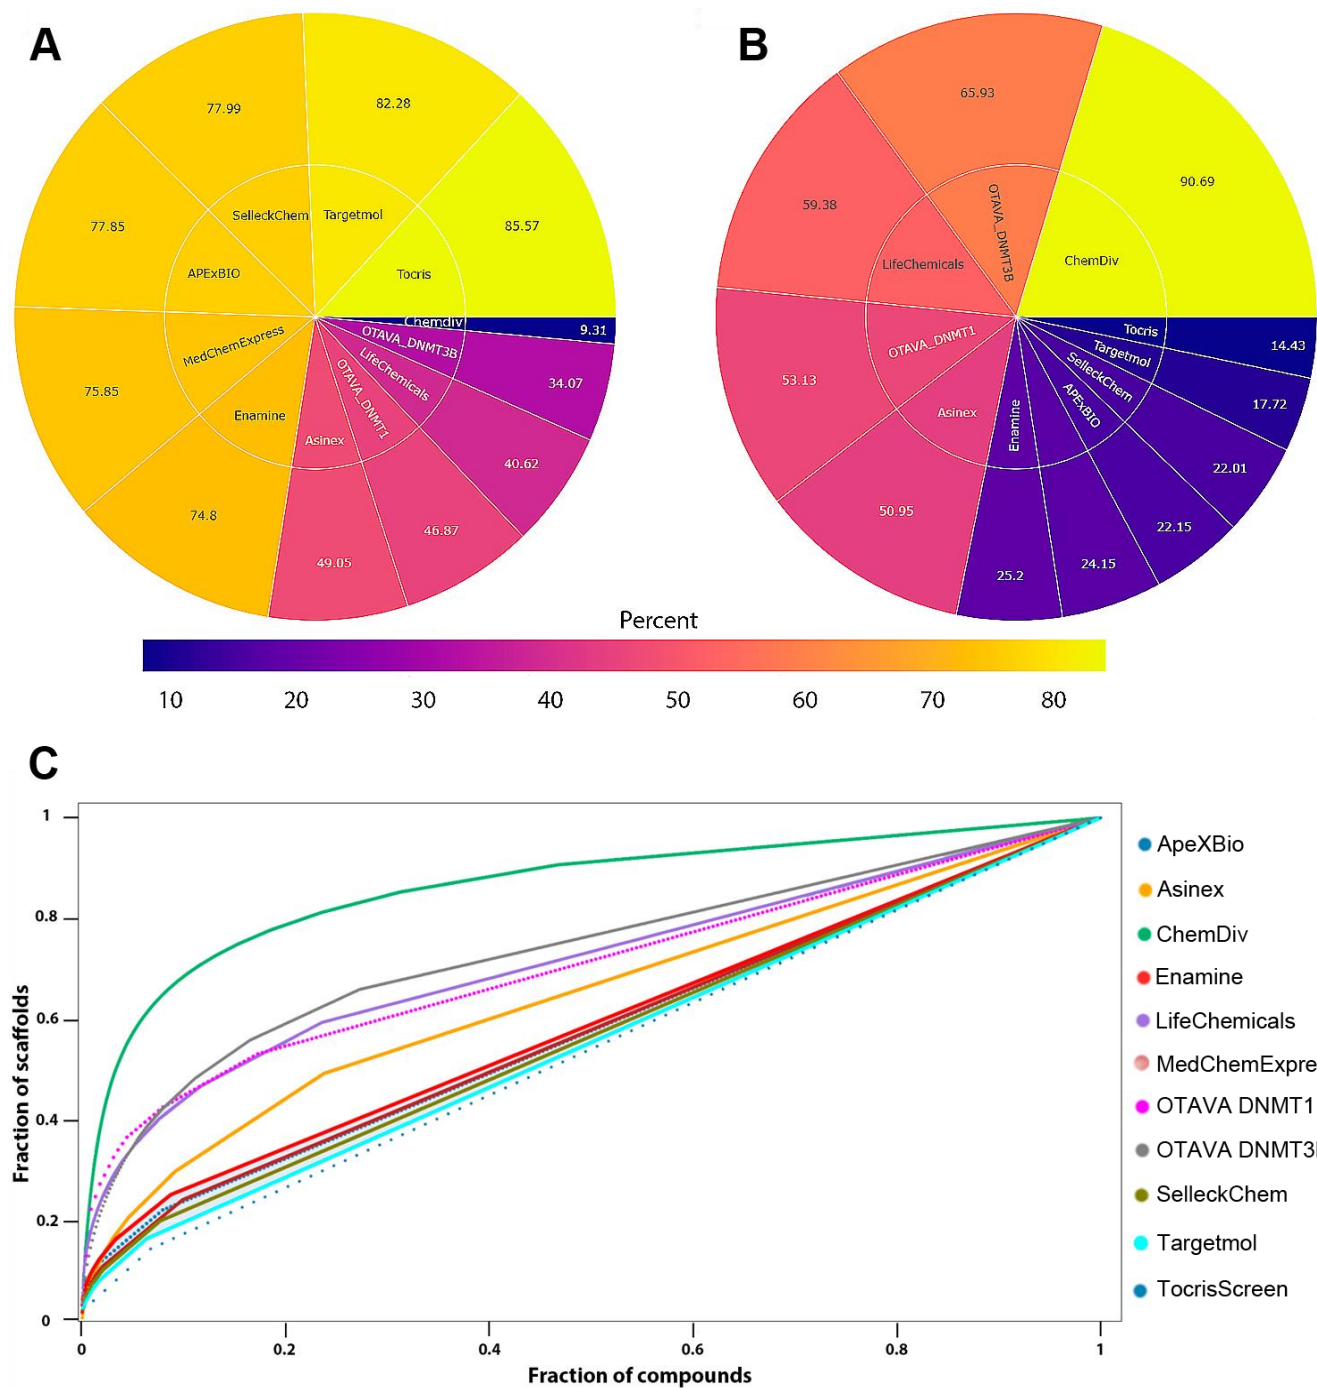 A
77.99
82.28
77.85
85.57
SelleckChem
Targetmol
APExBIO
Tocris
MedChemExpress
Chemdiv
9.31
OTAVA_DNMT3B
34.07
LifeChemicals
40.62
OTAVA_DNMT1
46.87
Asinex
49.05
Enamine
74.8
75.85
B
65.93
90.69
59.38
OTAVA_DNMT3B
LifeChemicals
ChemDiv
OTAVA_DNMT1
53.13
Asinex
50.95
Enamine
25.2
24.15
APExBIO
22.15
SelleckChem
22.01
Targetmol
17.72
Tocris
14.43
Percent
10 20 30 40 50 60 70 80
C
1
0.8
0.6
0.4
0.2
0
Fraction of scaffolds
0 0.2 0.4 0.6 0.8 1
Fraction of compounds
ApeXBio
Asinex
ChemDiv
Enamine
LifeChemicals
MedChemExpre
OTAVA DNMT1
OTAVA DNMT3
SelleckChem
Targetmol
TocrisScreen